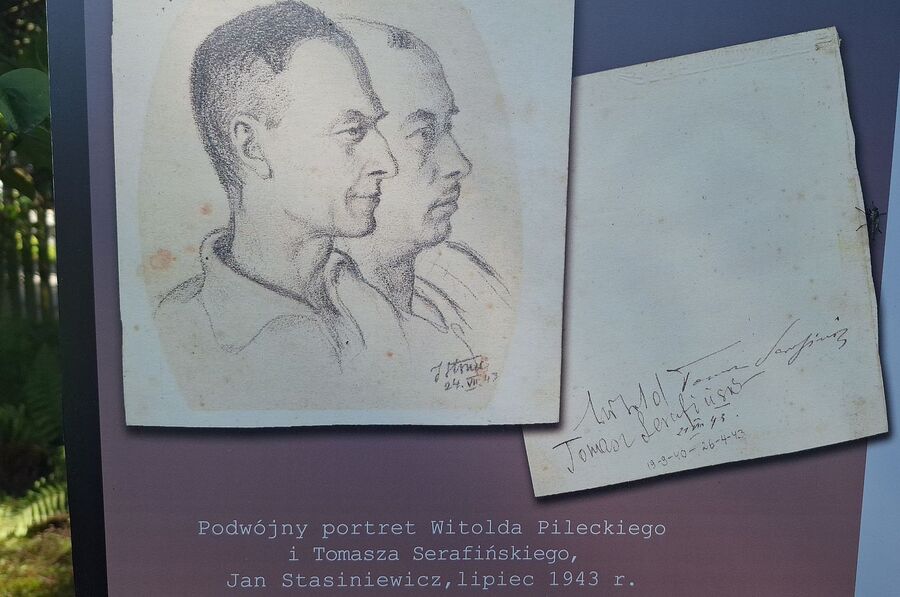 24.VII.43
Witold Tomasz Serafiński
Tomasz Serafiński
19-9-40 - 26-4-43
Podwójny portret Witolda Pileckiego
i Tomasza Serafińskiego,
Jan Stasiniewicz,lipiec 1943 r.